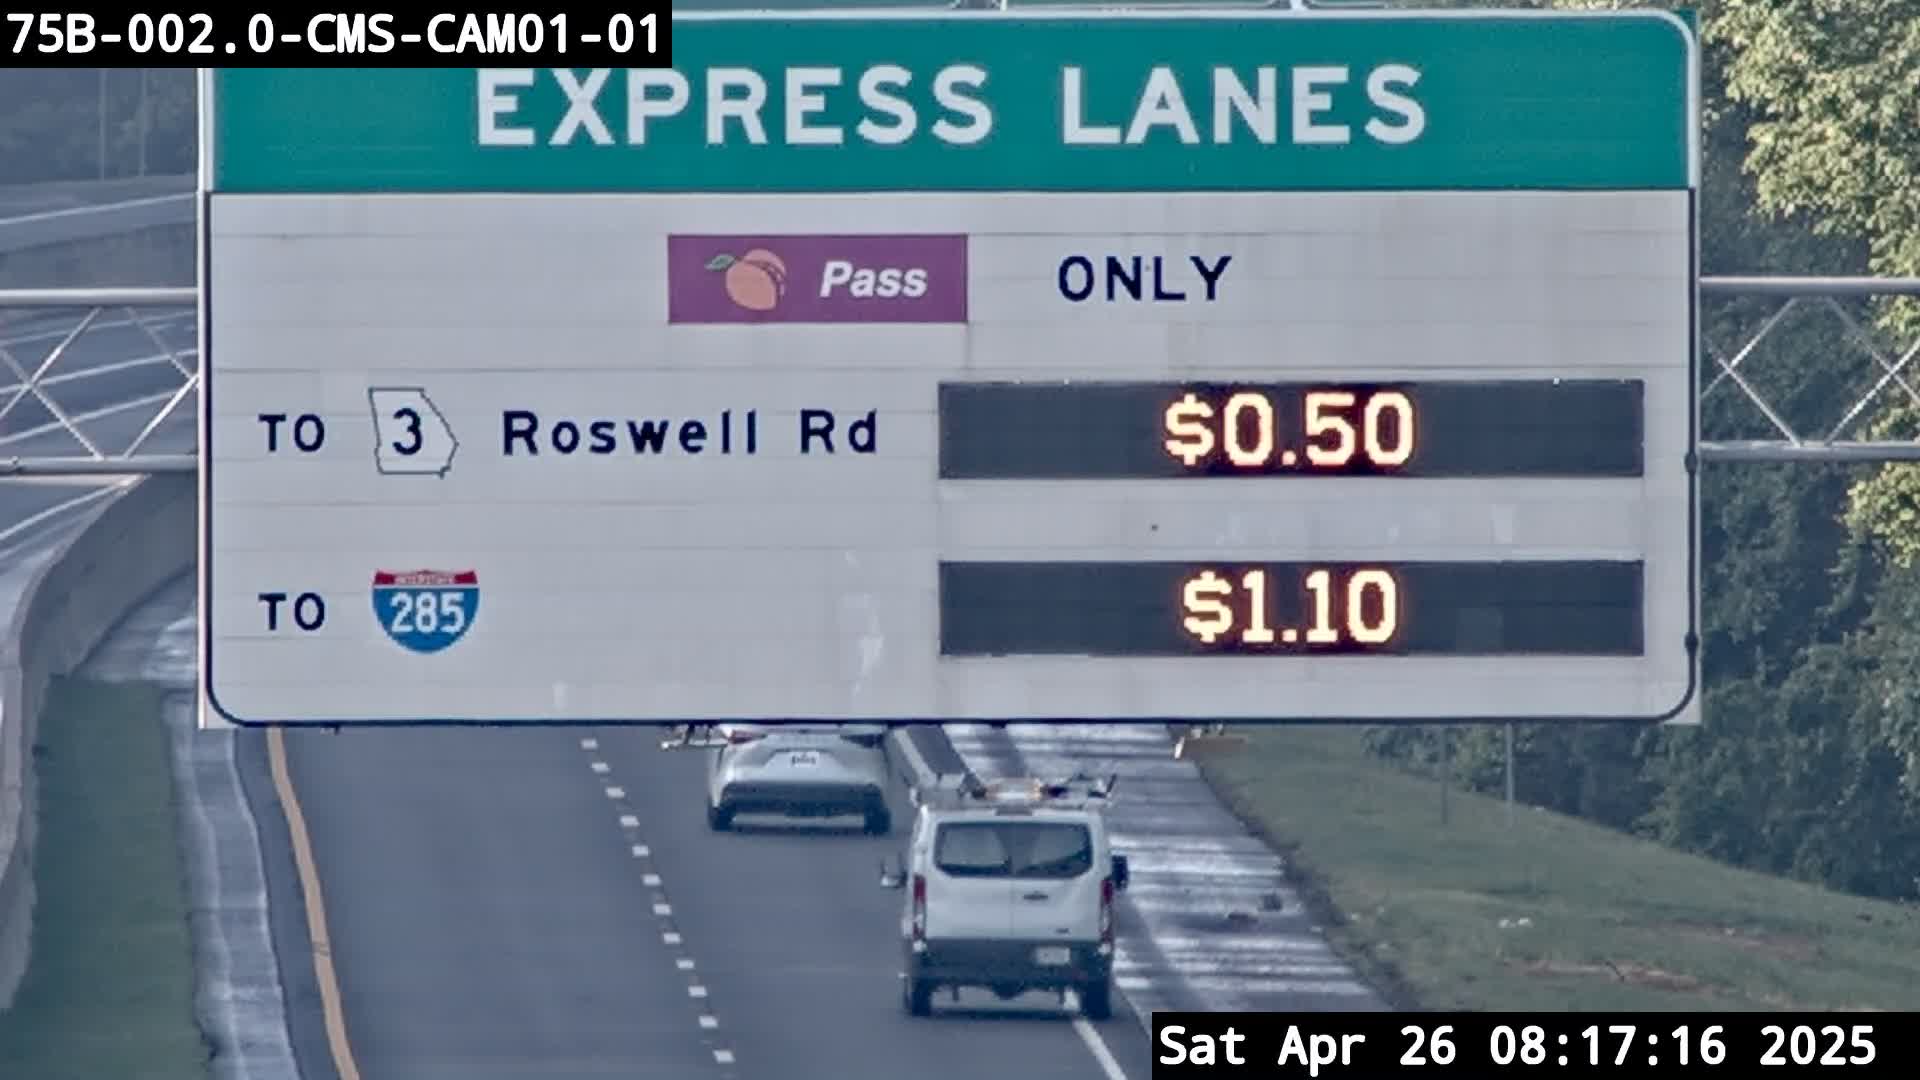 75B-002.0-CMS-CAM01-01
EXPRESS LANES
Pass ONLY
TO 3 Roswell Rd $0.50
INTERSTATE
TO 285 $1.10
Sat Apr 26 08:17:16 2025